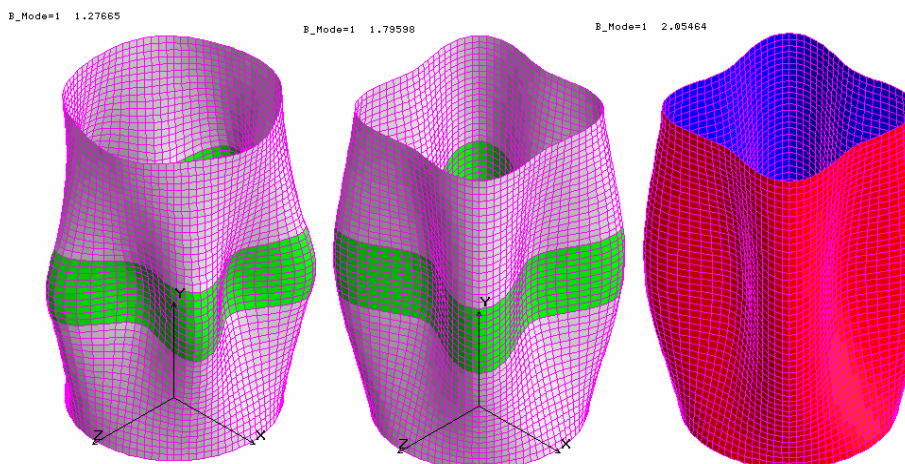 B_Mode=1 1.27665
B_Mode=1 1.79598
B_Mode=1 2.05464
Y
Z
X
Y
Z
X